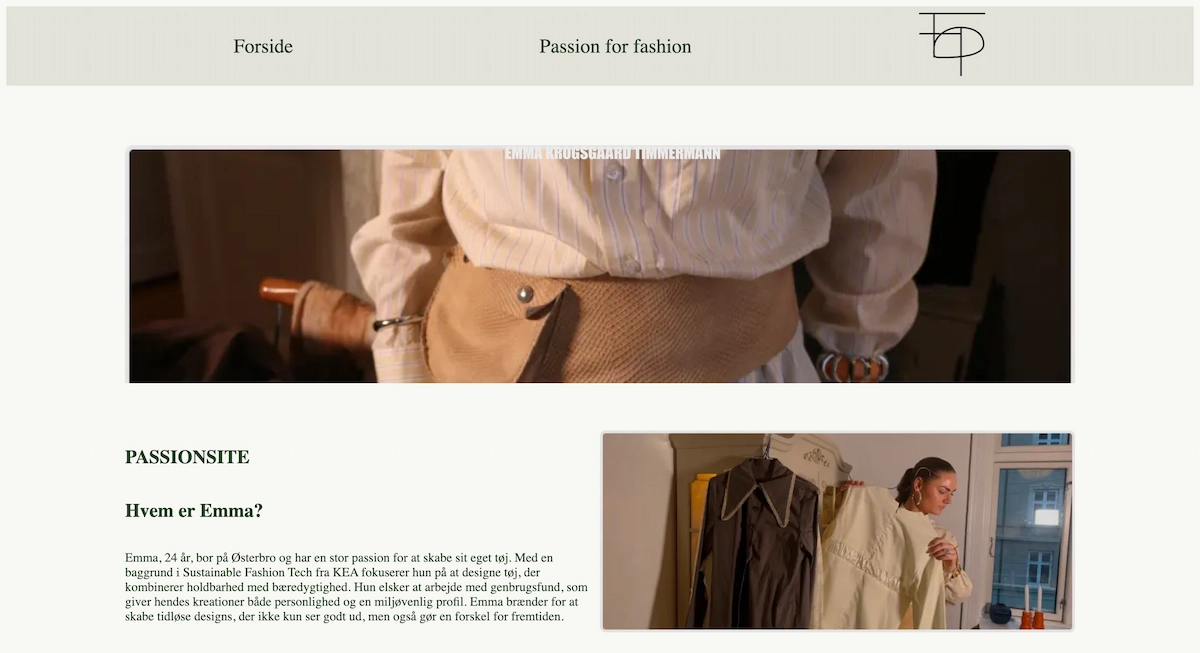 Forside
Passion for fashion
EMMA KROGSGAARD TIMMERMANN
PASSIONSITE
Hvem er Emma?
Emma, 24 år, bor på Østerbro og har en stor passion for at skabe sit eget tøj. Med en
baggrund i Sustainable Fashion Tech fra KEA fokuserer hun på at designe tøj, der
kombinerer holdbarhed med bæredygtighed. Hun elsker at arbejde med genbrugsfund, som
giver hendes kreationer både personlighed og en miljøvenlig profil. Emma brænder for at
skabe tidløse designs, der ikke kun ser godt ud, men også gør en forskel for fremtiden.